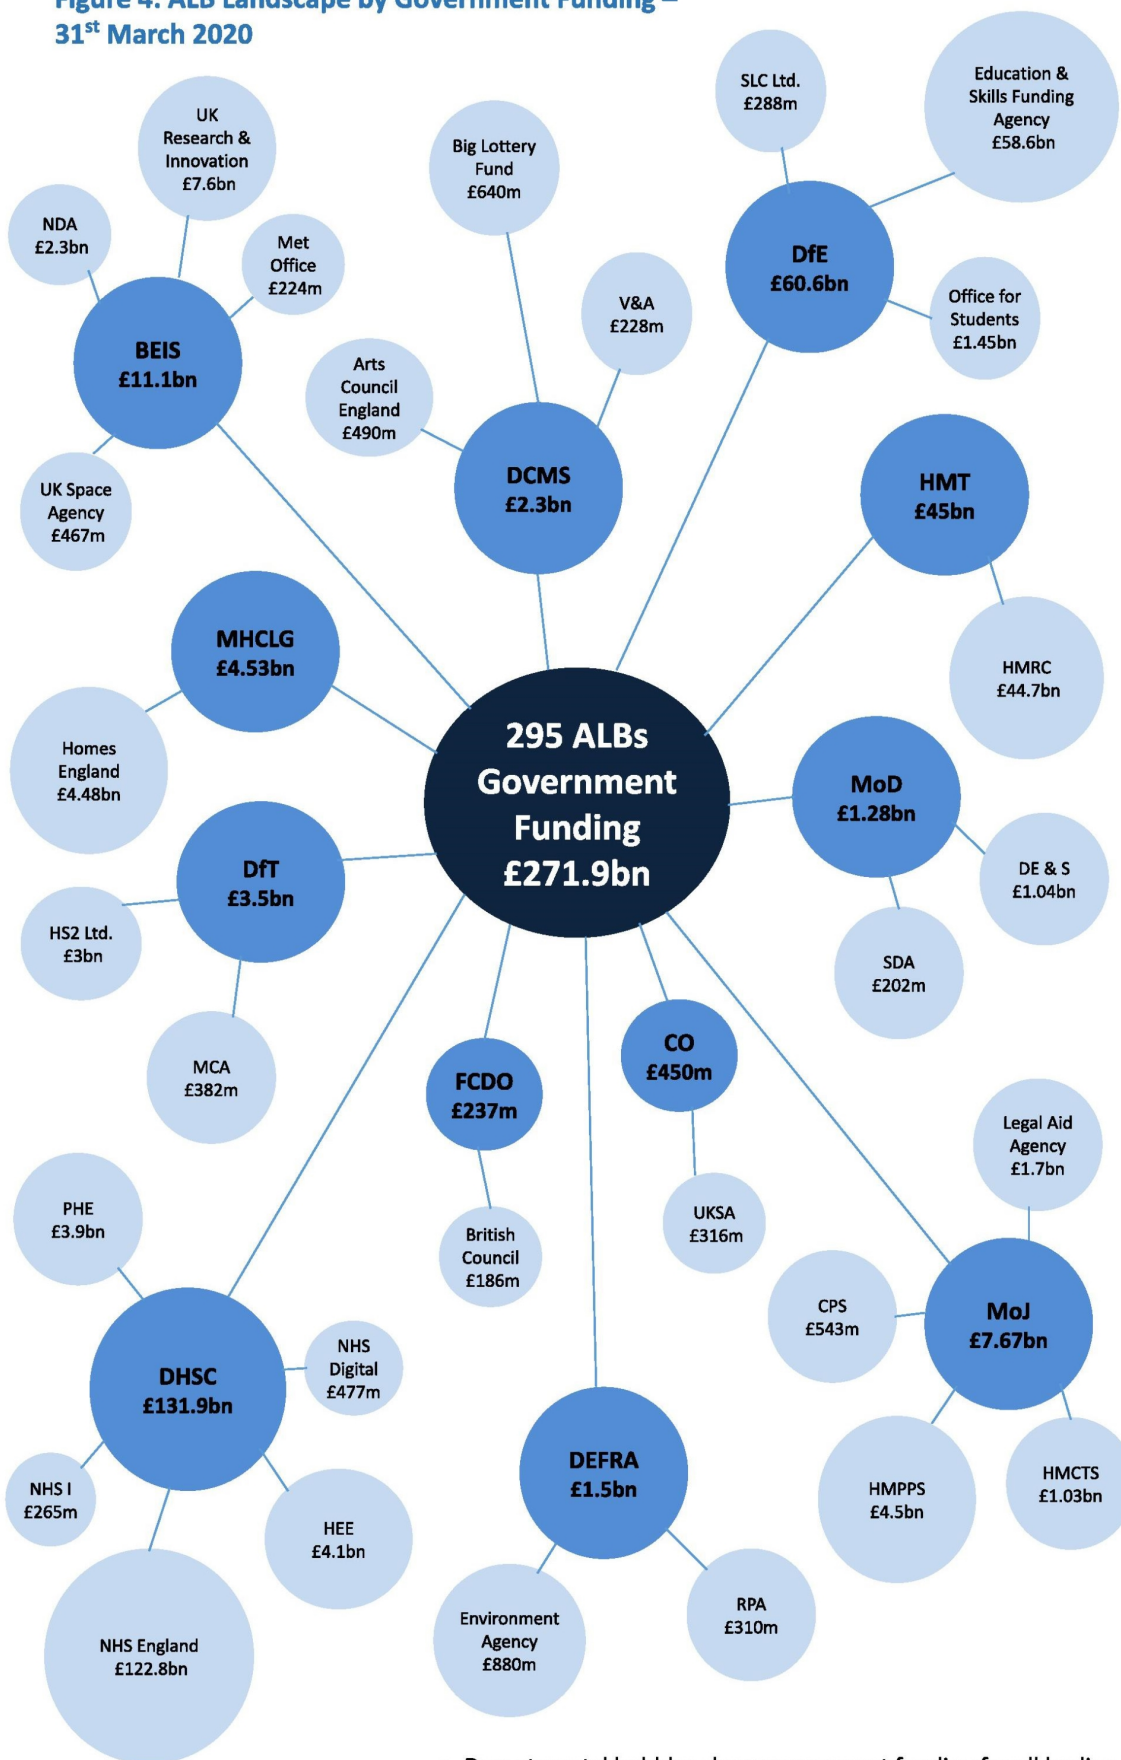 Figure 4: ALB Landscape by Government Funding –
31st March 2020
SLC Ltd.
£288m
Education &
Skills Funding
Agency
£58.6bn
UK
Research &
Innovation
£7.6bn
Big Lottery
Fund
£640m
NDA
£2.3bn
Met
Office
£224m
DfE
£60.6bn
V&A
£228m
Office for
Students
£1.45bn
BEIS
£11.1bn
Arts
Council
England
£490m
DCMS
£2.3bn
HMT
£45bn
UK Space
Agency
£467m
MHCLG
£4.53bn
HMRC
£44.7bn
Homes
England
£4.48bn
295 ALBs
Government
Funding
£271.9bn
MoD
£1.28bn
DfT
£3.5bn
DE & S
£1.04bn
HS2 Ltd.
£3bn
SDA
£202m
MCA
£382m
FCDO
£237m
CO
£450m
Legal Aid
Agency
£1.7bn
PHE
£3.9bn
British
Council
£186m
UKSA
£316m
CPS
£543m
MoJ
£7.67bn
DHSC
£131.9bn
NHS
Digital
£477m
NHS I
£265m
HEE
£4.1bn
DEFRA
£1.5bn
HMPPS
£4.5bn
HMCTS
£1.03bn
NHS England
£122.8bn
Environment
Agency
£880m
RPA
£310m